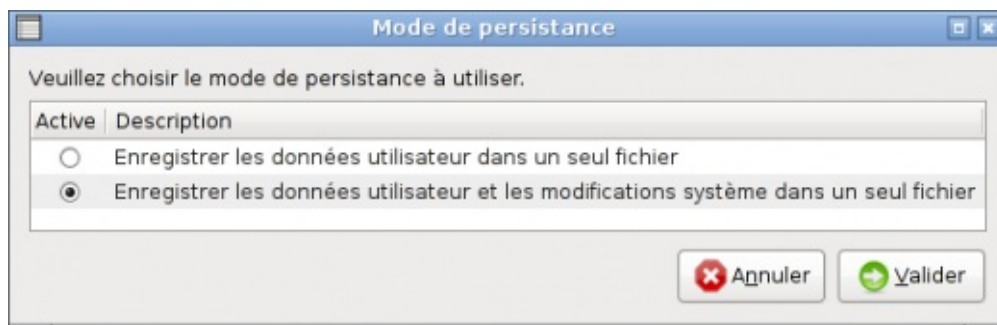 Mode de persistance
Veuillez choisir le mode de persistance à utiliser.
Active Description
Enregistrer les données utilisateur dans un seul fichier
Enregistrer les données utilisateur et les modifications système dans un seul fichier
Annuler Valider